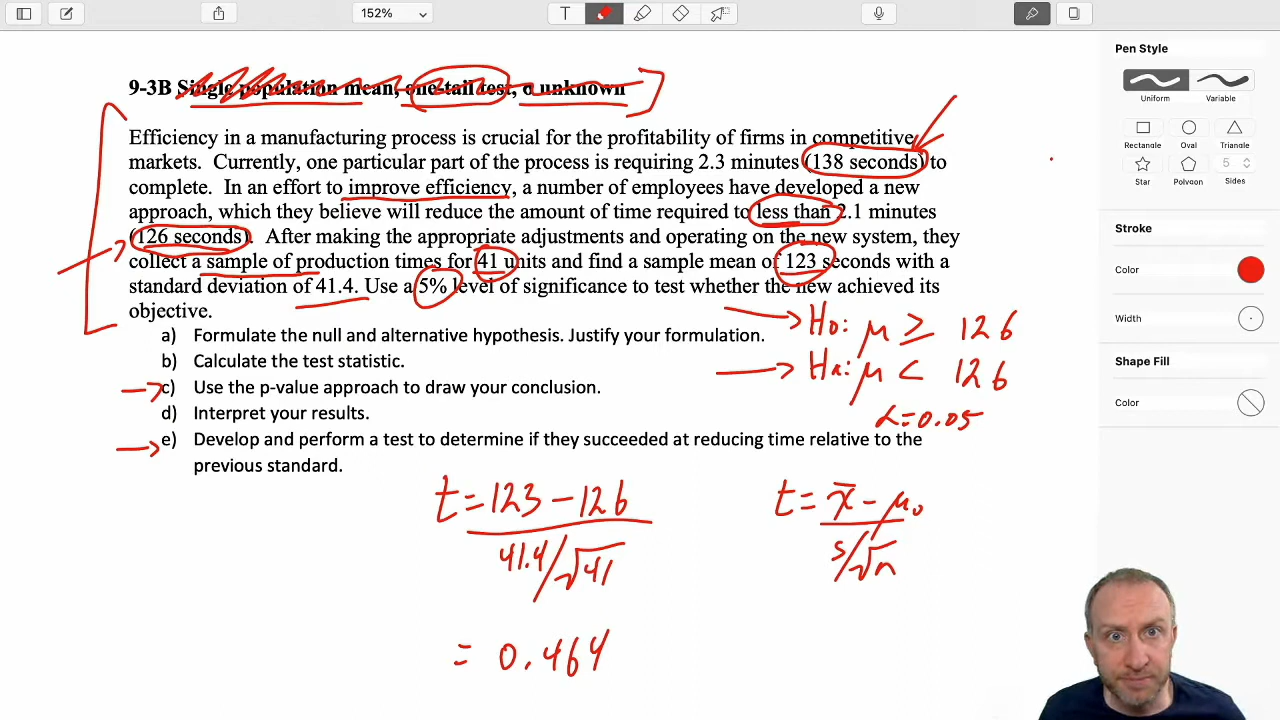 152%
T
9-3B Single population mean, one-tail test, σ unknown
Efficiency in a manufacturing process is crucial for the profitability of firms in competitive
markets. Currently, one particular part of the process is requiring 2.3 minutes (138 seconds) to
complete. In an effort to improve efficiency, a number of employees have developed a new
approach, which they believe will reduce the amount of time required to less than 2.1 minutes
(126 seconds). After making the appropriate adjustments and operating on the new system, they
collect a sample of production times for 41 units and find a sample mean of 123 seconds with a
standard deviation of 41.4. Use a 5% level of significance to test whether the new achieved its
objective.
a) Formulate the null and alternative hypothesis. Justify your formulation.
b) Calculate the test statistic.
c) Use the p-value approach to draw your conclusion.
d) Interpret your results.
e) Develop and perform a test to determine if they succeeded at reducing time relative to the
previous standard.
H0: μ ≥ 126
Ha: μ < 126
α=0.05
t = 123 - 126
41.4/√41
= 0.464
t = x̄ - μ0
s/√n
Pen Style
Uniform
Variable
Rectangle
Oval
Triangle
Star
Polygon
5
Sides
Stroke
Color
Width
Shape Fill
Color